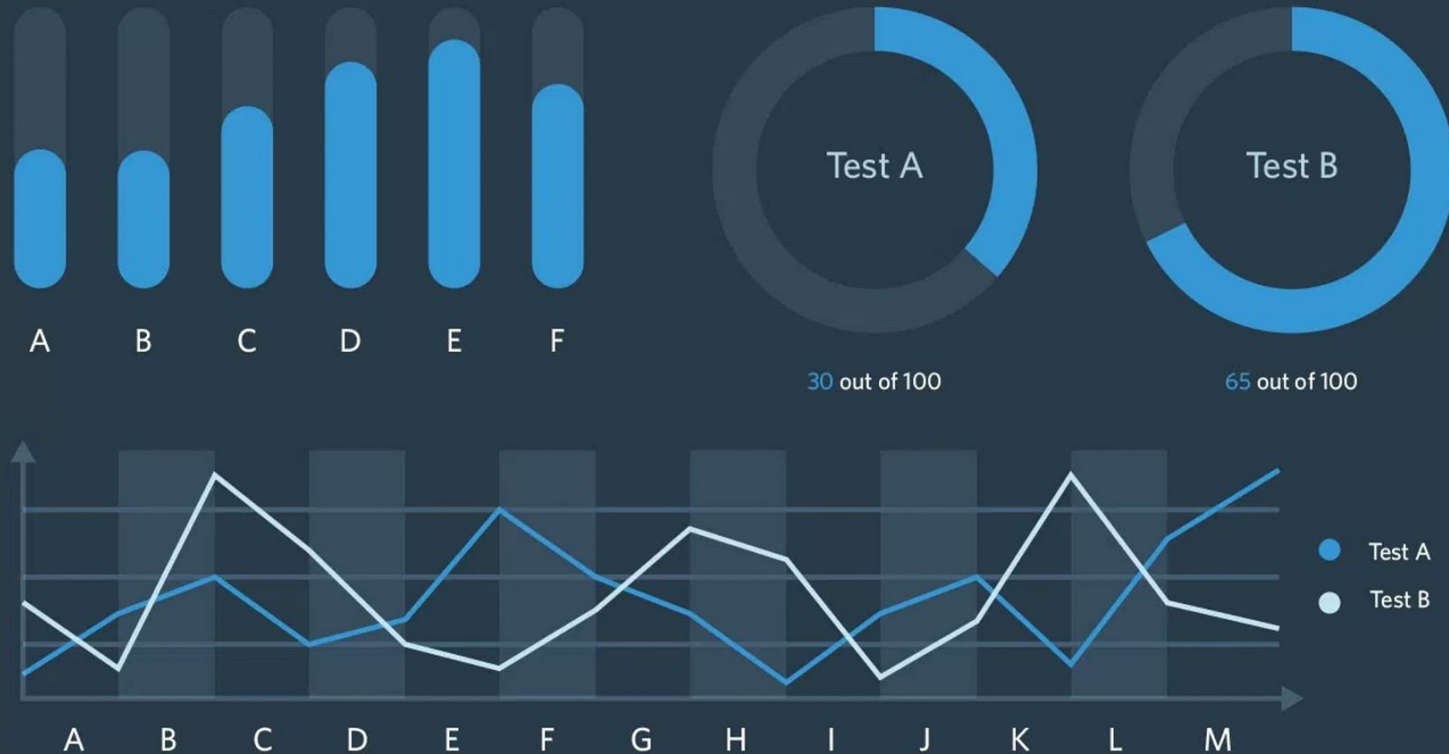 A B C D E F
Test A
30 out of 100
Test B
65 out of 100
Test A
Test B
A B C D E F G H I J K L M